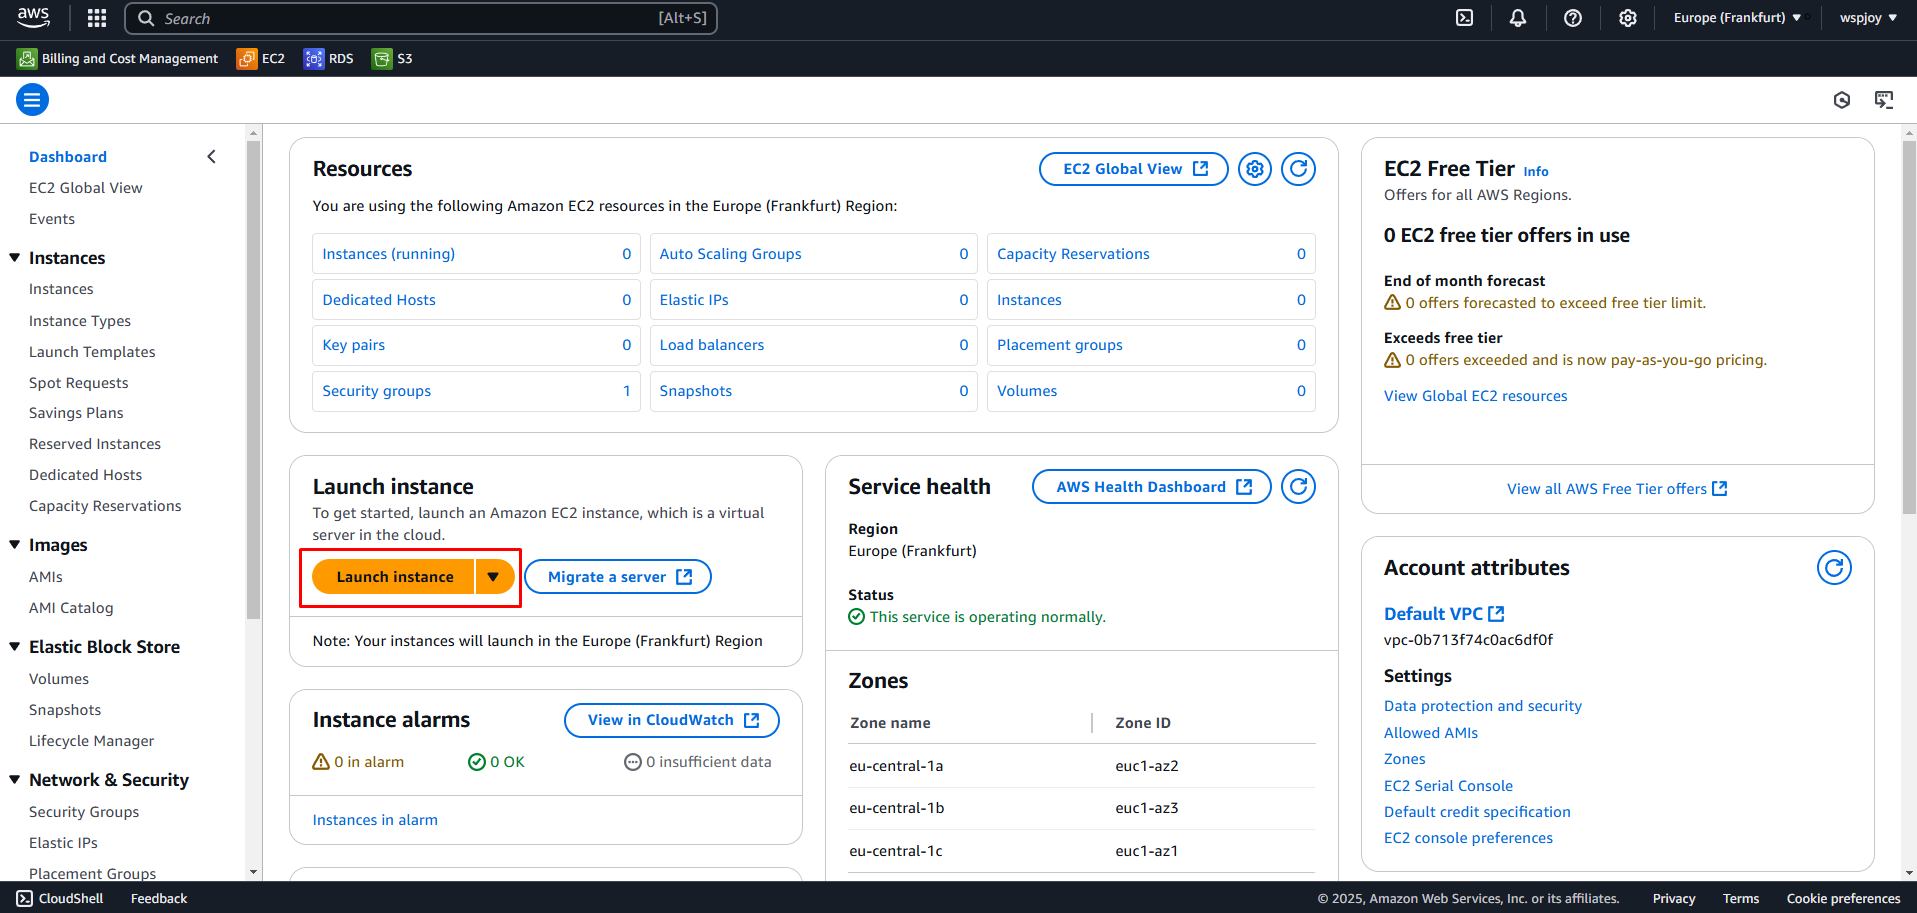 aws
Search
[Alt+S]
Europe (Frankfurt)
wspjoy
Billing and Cost Management
EC2
RDS
S3
Dashboard
EC2 Global View
Events
Instances
Instances
Instance Types
Launch Templates
Spot Requests
Savings Plans
Reserved Instances
Dedicated Hosts
Capacity Reservations
Images
AMIs
AMI Catalog
Elastic Block Store
Volumes
Snapshots
Lifecycle Manager
Network & Security
Security Groups
Elastic IPs
Placement Groups
Resources
EC2 Global View
You are using the following Amazon EC2 resources in the Europe (Frankfurt) Region:
Instances (running) 0
Auto Scaling Groups 0
Capacity Reservations 0
Dedicated Hosts 0
Elastic IPs 0
Instances 0
Key pairs 0
Load balancers 0
Placement groups 0
Security groups 1
Snapshots 0
Volumes 0
Launch instance
To get started, launch an Amazon EC2 instance, which is a virtual
server in the cloud.
Launch instance
Migrate a server
Note: Your instances will launch in the Europe (Frankfurt) Region
Instance alarms
View in CloudWatch
0 in alarm
0 OK
0 insufficient data
Instances in alarm
Service health
AWS Health Dashboard
Region
Europe (Frankfurt)
Status
This service is operating normally.
Zones
Zone name
Zone ID
eu-central-1a
euc1-az2
eu-central-1b
euc1-az3
eu-central-1c
euc1-az1
EC2 Free Tier Info
Offers for all AWS Regions.
0 EC2 free tier offers in use
End of month forecast
0 offers forecasted to exceed free tier limit.
Exceeds free tier
0 offers exceeded and is now pay-as-you-go pricing.
View Global EC2 resources
View all AWS Free Tier offers
Account attributes
Default VPC
vpc-0b713f74c0ac6df0f
Settings
Data protection and security
Allowed AMIs
Zones
EC2 Serial Console
Default credit specification
EC2 console preferences
CloudShell
Feedback
© 2025, Amazon Web Services, Inc. or its affiliates.
Privacy
Terms
Cookie preferences